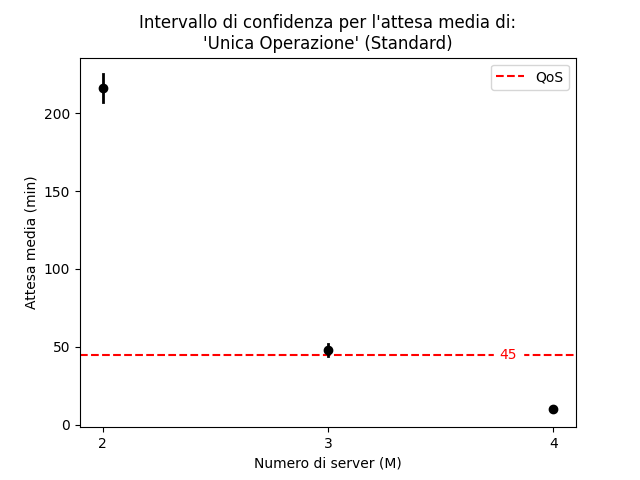 Intervallo di confidenza per l'attesa media di:
'Unica Operazione' (Standard)
QoS
Attesa media (min)
200
150
100
50
0
45
2
3
4
Numero di server (M)